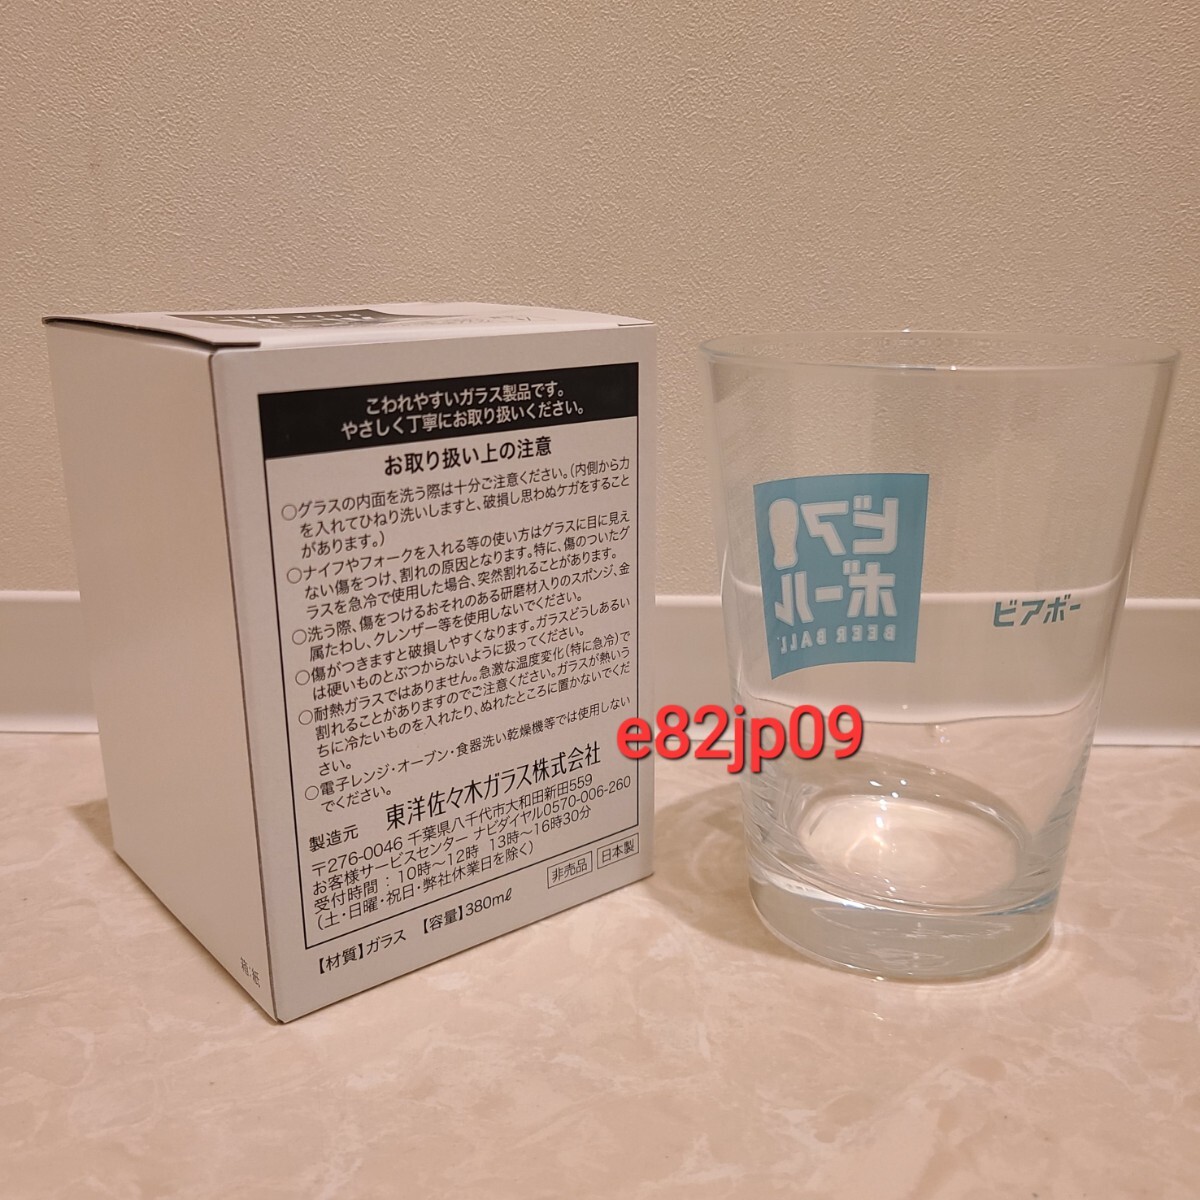 こわれやすいガラス製品です。
やさしく丁寧にお取り扱いください。
お取り扱い上の注意
○グラスの内面を洗う際は十分ご注意ください。（内側から力
を入れてひねり洗いしますと、破損し思わぬケガをすること
があります。）
○ナイフやフォークを入れる等の使い方はグラスに目に見え
ない傷をつけ、割れの原因となります。特に、傷のついたグ
ラスを急冷で使用した場合、突然割れることがあります。
○洗う際、傷をつけるおそれのある研磨材入りのスポンジ、金
属たわし、クレンザー等を使用しないでください。
○傷がつきますと破損しやすくなります。ガラスどうしあるい
は硬いものとぶつからないように扱ってください。
○耐熱ガラスではありません。急激な温度変化（特に急冷）で
割れることがありますのでご注意ください。ガラスが熱いう
ちに冷たいものを入れたり、ぬれたところに置かないでくだ
さい。
○電子レンジ・オーブン・食器洗い乾燥機等では使用しない
でください。
製造元 東洋佐々木ガラス株式会社
〒276-0046 千葉県八千代市大和田新田559
お客様サービスセンター ナビダイヤル0570-006-260
受付時間：10時～12時 13時～16時30分
（土・日曜・祝日・弊社休業日を除く）
非売品 日本製
【材質】ガラス 【容量】380mℓ
箱：紙
ビア
ボール
BEER BALL
ビアボー
e82jp09